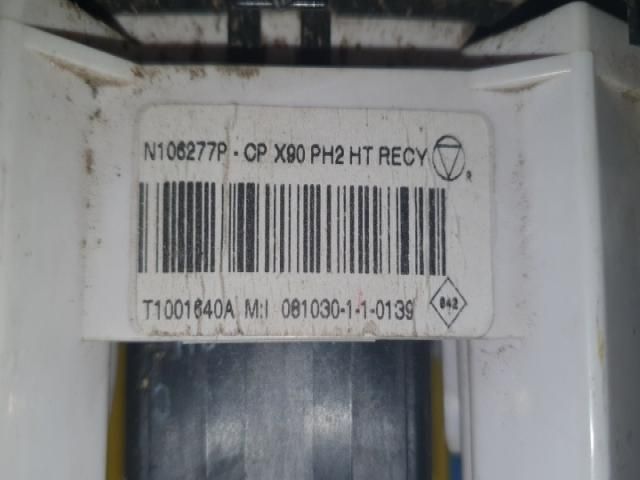 N106277P - CP X90 PH2 HT RECY
R
T1001640A M:I 081030-1-1-0139
842